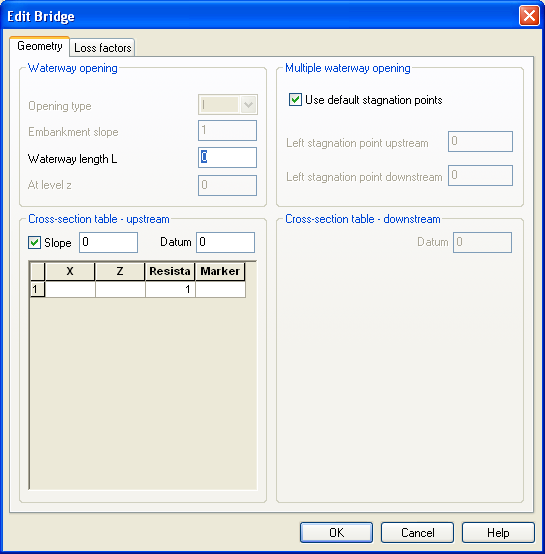 Edit Bridge
Geometry
Loss factors
Waterway opening
Opening type I
Embankment slope 1
Waterway length L 0
At level z 0
Multiple waterway opening
Use default stagnation points
Left stagnation point upstream 0
Left stagnation point downstream 0
Cross-section table - upstream
Slope 0 Datum 0
X Z Resista Marker
1 1
Cross-section table - downstream
Datum 0
OK Cancel Help